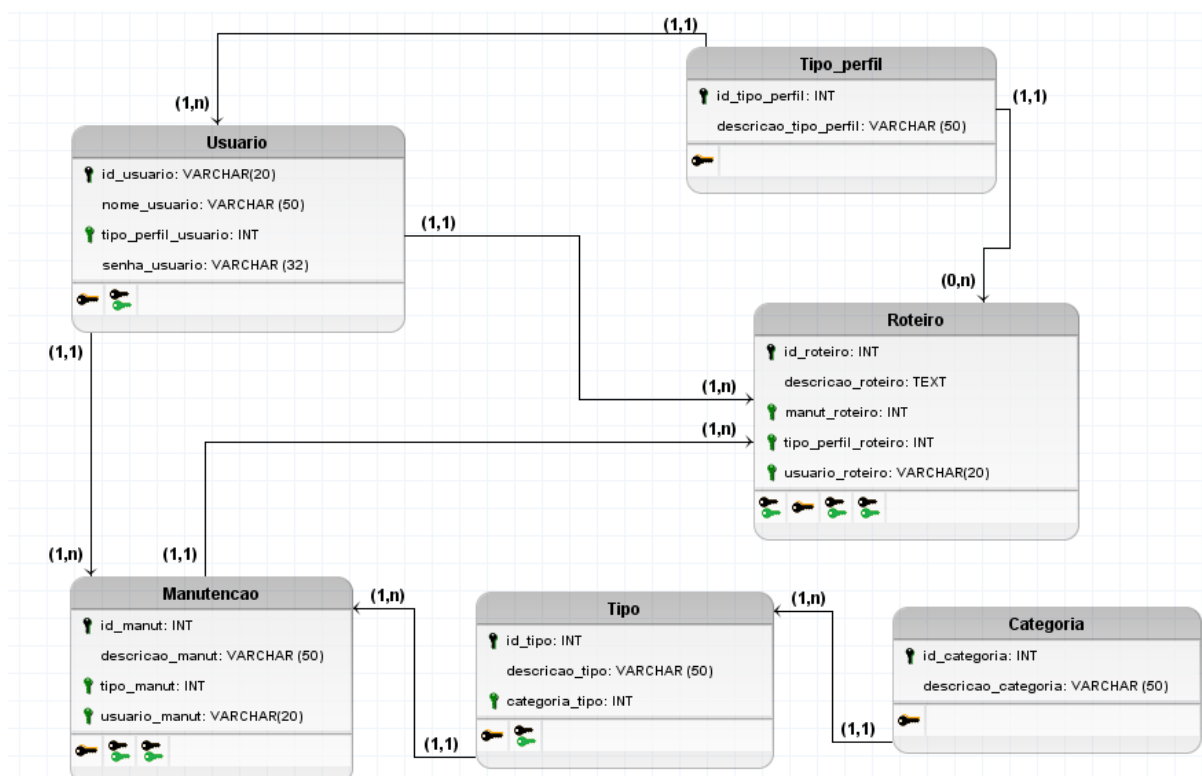 (1,1)
Tipo_perfil
id_tipo_perfil: INT
descricao_tipo_perfil: VARCHAR (50)
(1,1)
(1,n)
Usuario
id_usuario: VARCHAR(20)
nome_usuario: VARCHAR (50)
tipo_perfil_usuario: INT
senha_usuario: VARCHAR (32)
(1,1)
(0,n)
Roteiro
id_roteiro: INT
descricao_roteiro: TEXT
manut_roteiro: INT
tipo_perfil_roteiro: INT
usuario_roteiro: VARCHAR(20)
(1,1)
(1,n)
(1,n)
(1,n)
(1,1)
Manutencao
id_manut: INT
descricao_manut: VARCHAR (50)
tipo_manut: INT
usuario_manut: VARCHAR(20)
(1,n)
Tipo
id_tipo: INT
descricao_tipo: VARCHAR (50)
categoria_tipo: INT
(1,1)
(1,n)
Categoria
id_categoria: INT
descricao_categoria: VARCHAR (50)
(1,1)